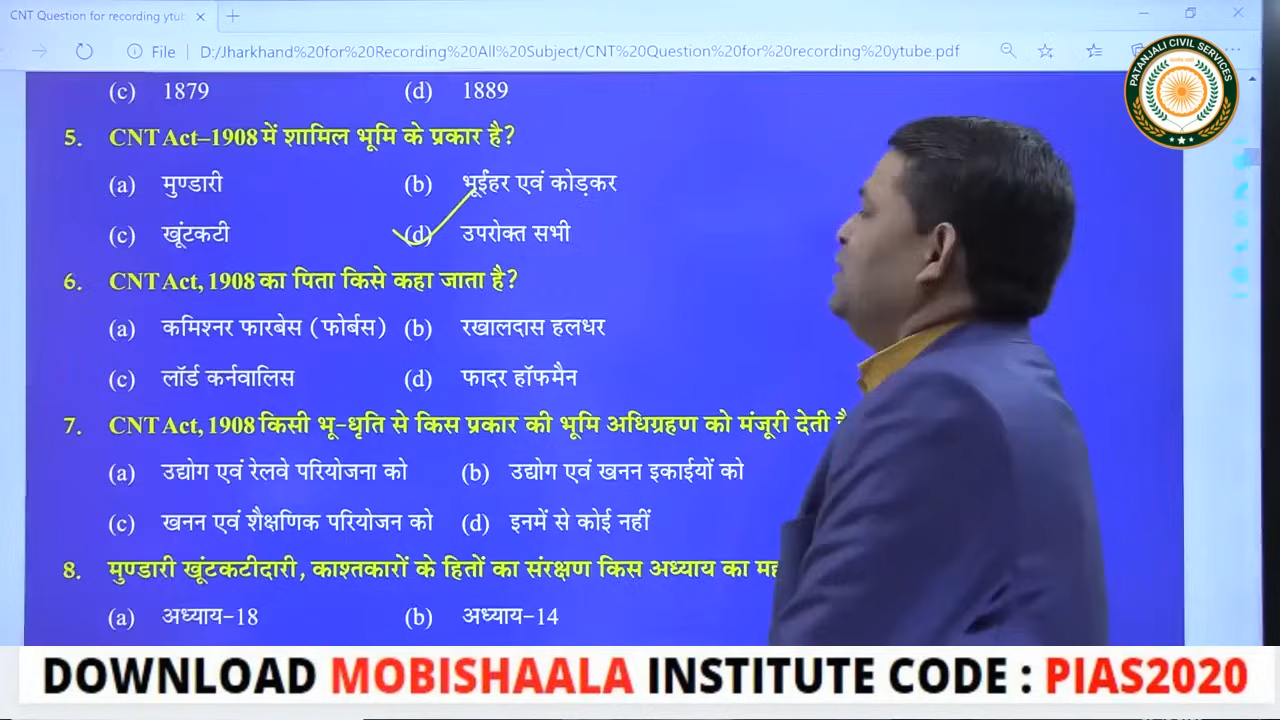 CNT Question for recording ytub
File D:/Jharkhand%20for%20Recording%20/All%20Subject/CNT%20Question%20for%20recording%20ytube.pdf
PATANJALI CIVIL SERVICES
(c) 1879 (d) 1889
5. CNT Act–1908 में शामिल भूमि के प्रकार है?
(a) मुण्डारी (b) भूईंहर एवं कोड़कर
(c) खूंटकटी (d) उपरोक्त सभी
6. CNT Act, 1908 का पिता किसे कहा जाता है?
(a) कमिश्नर फारबेस (फोर्बस) (b) रखालदास हलधर
(c) लॉर्ड कर्नवालिस (d) फादर हॉफमैन
7. CNT Act, 1908 किसी भू-धृति से किस प्रकार की भूमि अधिग्रहण को मंजूरी देती
(a) उद्योग एवं रेलवे परियोजना को (b) उद्योग एवं खनन इकाईयों को
(c) खनन एवं शैक्षणिक परियोजन को (d) इनमें से कोई नहीं
8. मुण्डारी खूंटकटीदारी, काश्तकारों के हितों का संरक्षण किस अध्याय का
(a) अध्याय-18 (b) अध्याय-14
DOWNLOAD MOBISHAALA INSTITUTE CODE : PIAS2020